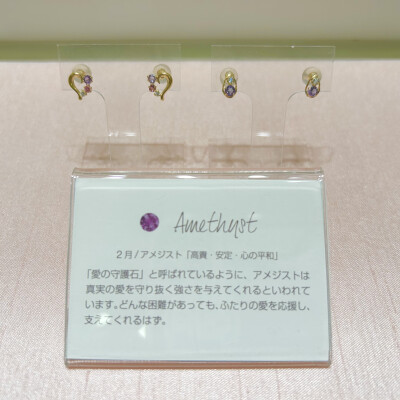 Amethyst
2月/アメジスト「高貴・安定・心の平和」
「愛の守護石」と呼ばれているように、アメジストは
真実の愛を守り抜く強さを与えてくれるといわれて
います。どんな困難があっても、ふたりの愛を応援し、
支えてくれるはず。